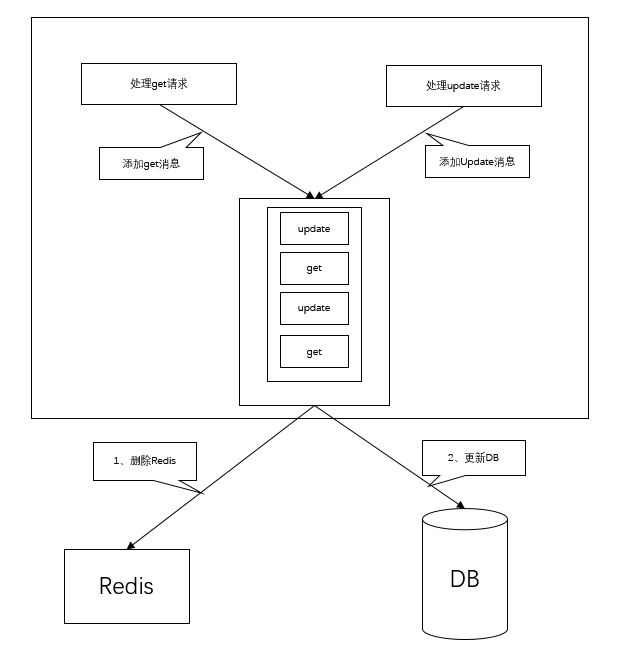 处理get请求
处理update请求
添加get消息
添加Update消息
update
get
update
get
1、删除Redis
2、更新DB
Redis
DB